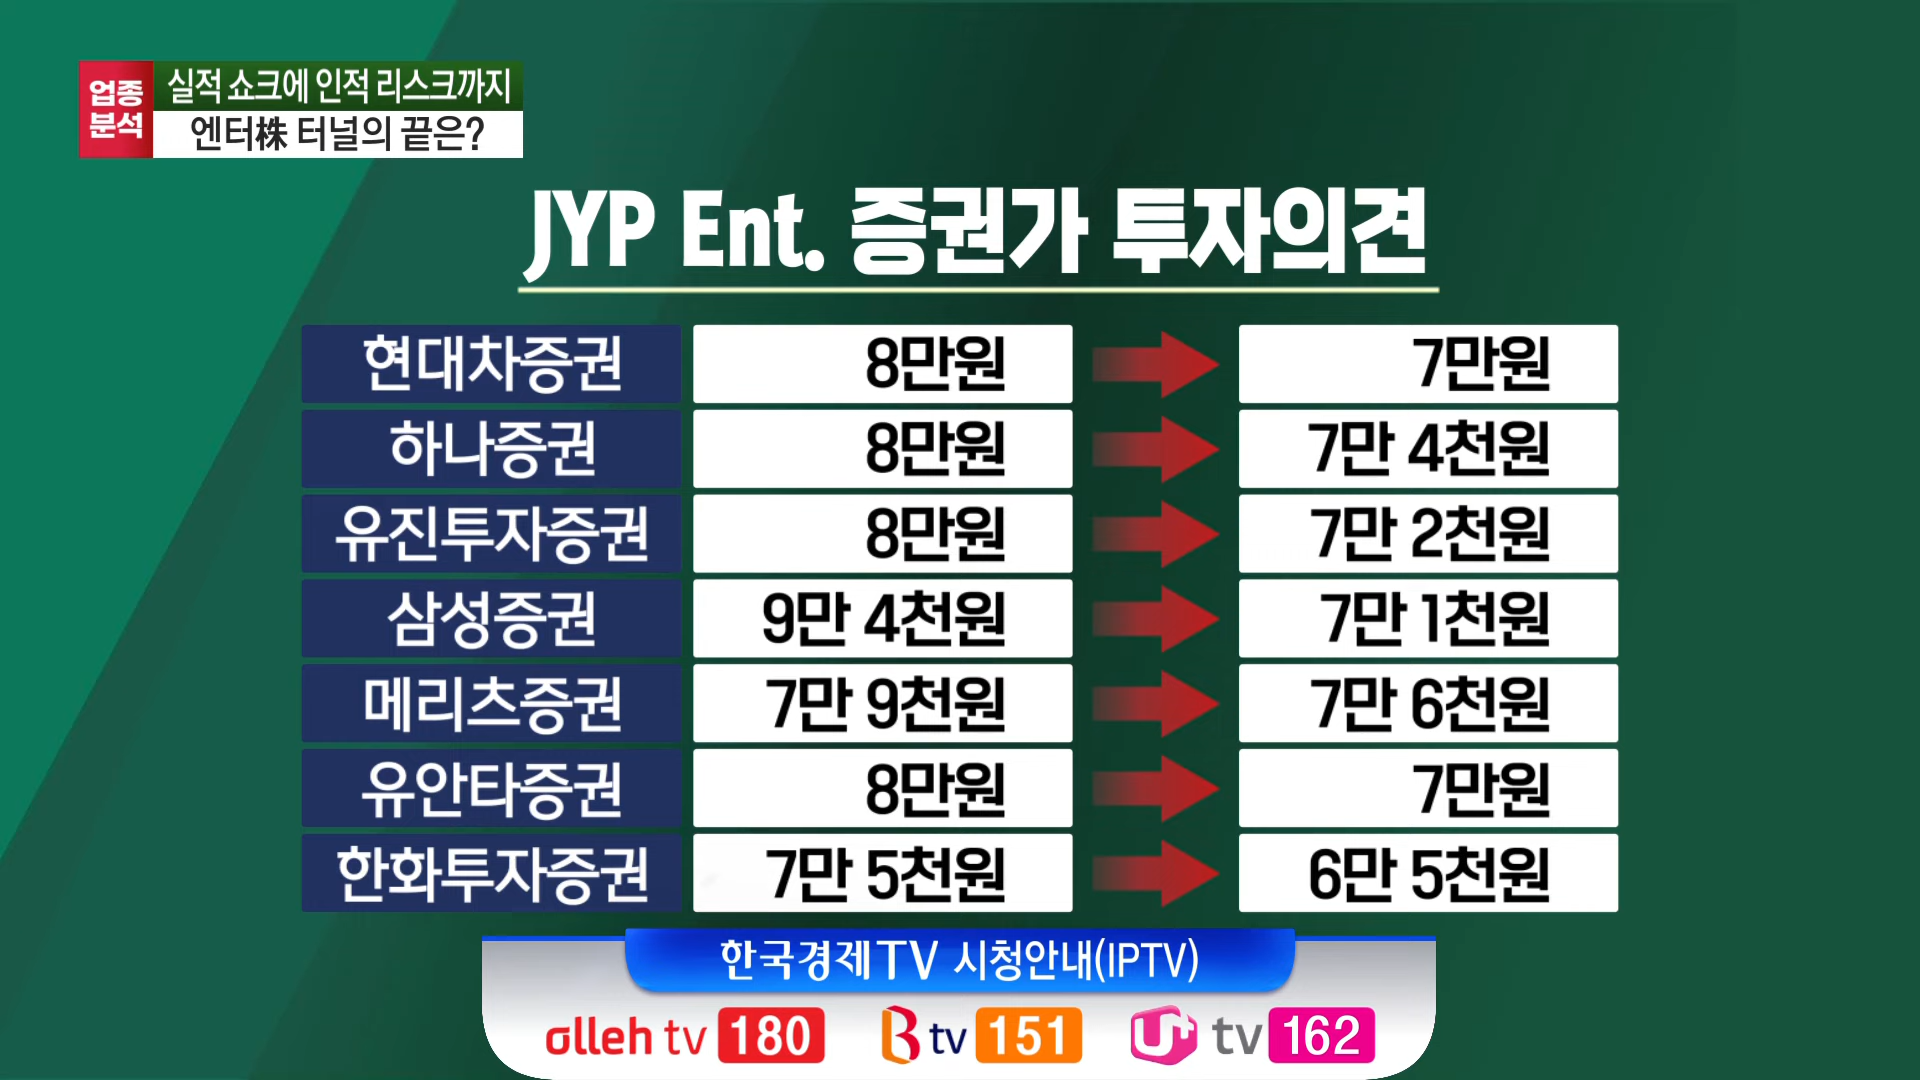 업종
분석
실적 쇼크에 인적 리스크까지
엔터株 터널의 끝은?
JYP Ent. 증권가 투자의견
현대차증권 8만원 7만원
하나증권 8만원 7만 4천원
유진투자증권 8만원 7만 2천원
삼성증권 9만 4천원 7만 1천원
메리츠증권 7만 9천원 7만 6천원
유안타증권 8만원 7만원
한화투자증권 7만 5천원 6만 5천원
한국경제TV 시청안내(IPTV)
olleh tv 180 B tv 151 U+ tv 162